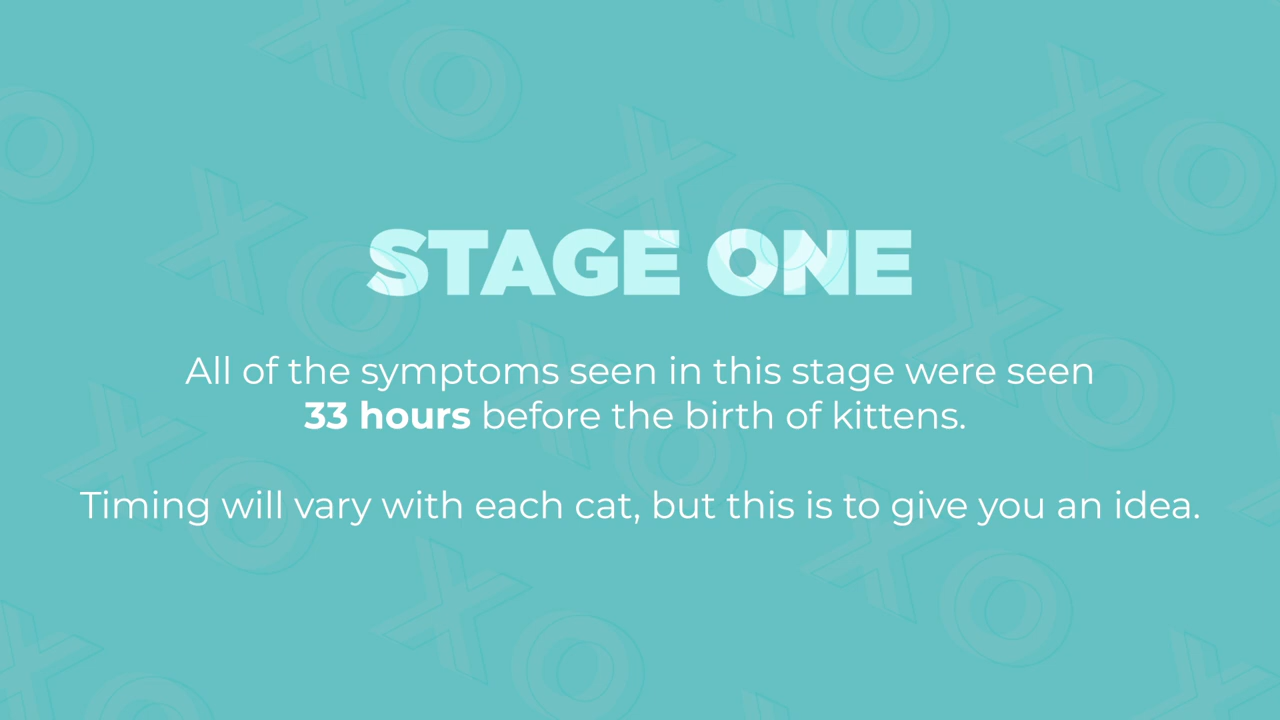 STAGE ONE
All of the symptoms seen in this stage were seen
33 hours before the birth of kittens.
Timing will vary with each cat, but this is to give you an idea.